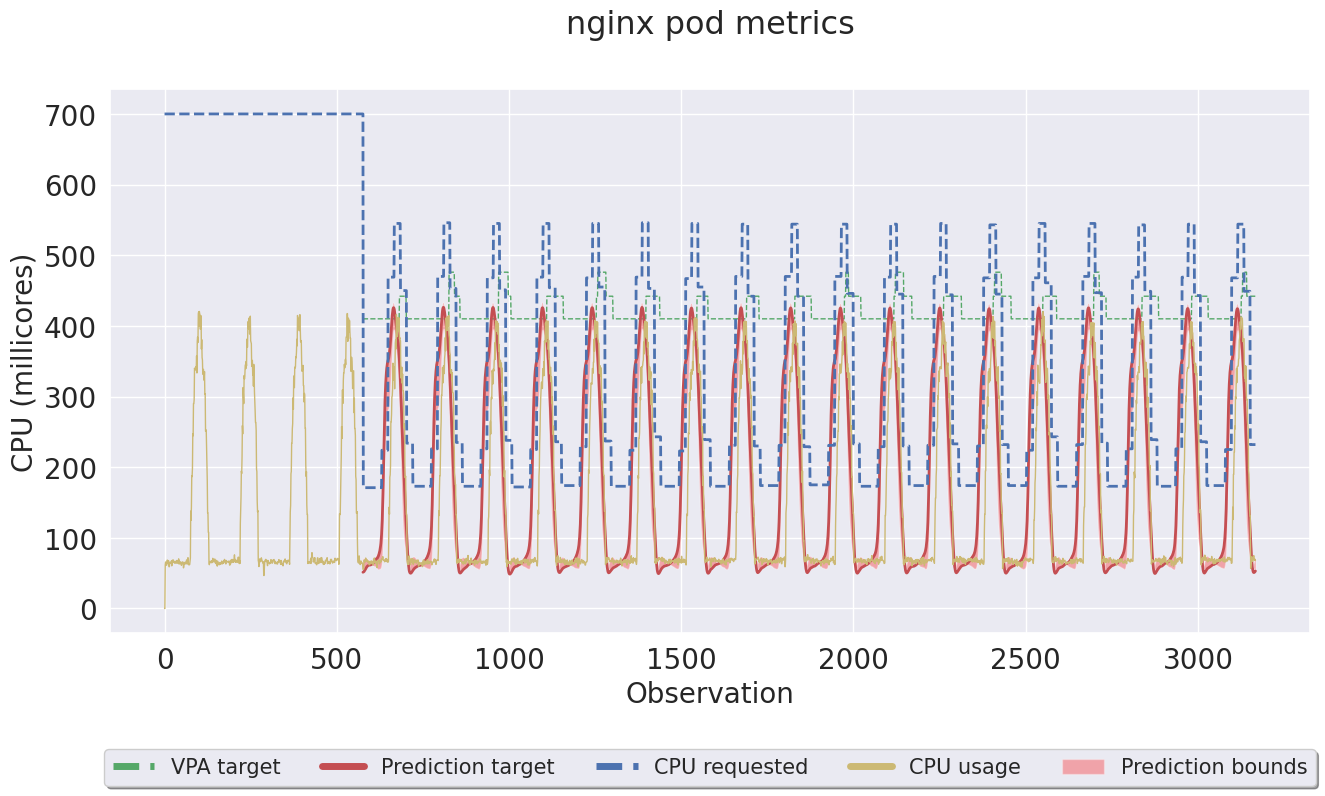 nginx pod metrics
700
600
500
400
300
200
100
0
CPU (millicores)
0 500 1000 1500 2000 2500 3000
Observation
VPA target Prediction target CPU requested CPU usage Prediction bounds